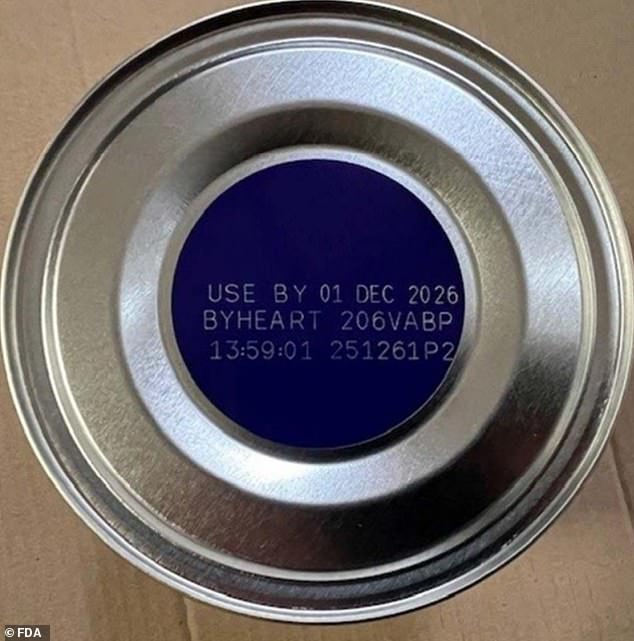 USE BY 01 DEC 2026
BYHEART 206VABP
13:59:01 251261P2
© FDA